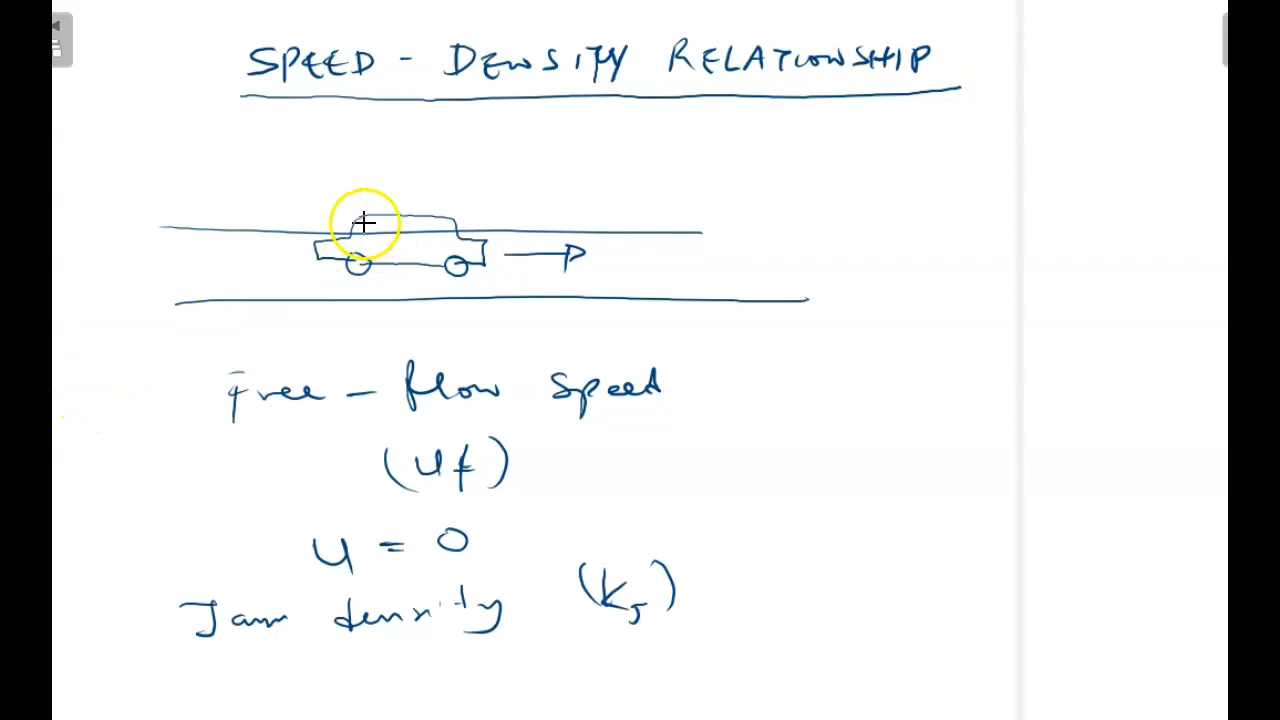 SPEED - DENSITY RELATIONSHIP
Free - flow speed
(uf)
u = 0
Jam density (kJ)